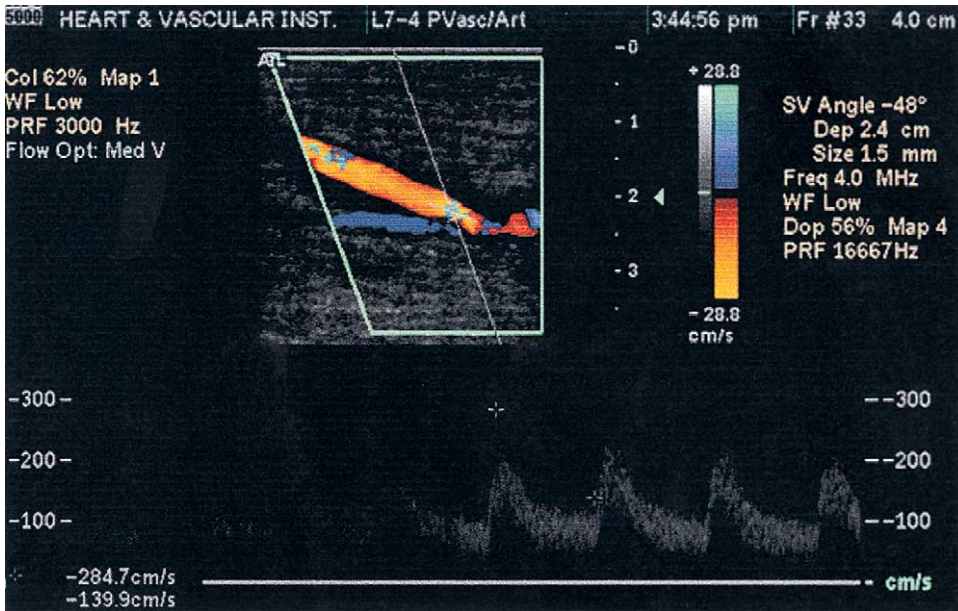 5000 HEART & VASCULAR INST. L7-4 PVasc/Art 3:44:56 pm Fr #33 4.0 cm
ATL
Col 62% Map 1
WF Low
PRF 3000 Hz
Flow Opt: Med V
-0
-1
-2
-3
+ 28.8
- 28.8
cm/s
SV Angle -48°
Dep 2.4 cm
Size 1.5 mm
Freq 4.0 MHz
WF Low
Dop 56% Map 4
PRF 16667Hz
-300- --300
-200- --200
-100- --100
-284.7cm/s - cm/s
-139.9cm/s